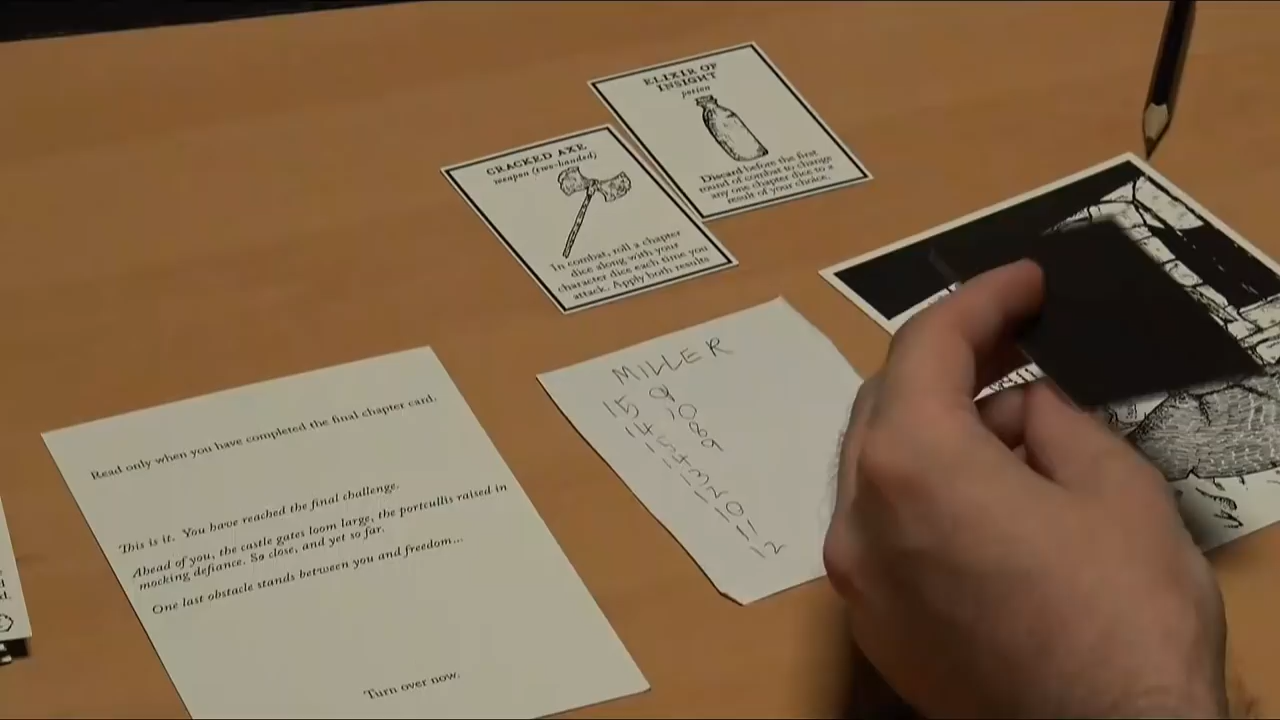 ELIXIR OF
INSIGHT
potion
Discard before the first
round of combat to change
any one chapter dice to a
result of your choice.
CRACKED AXE
weapon (two-handed)
In combat, roll a chapter
dice along with your
character dice each time you
attack. Apply both results
MILLER
Read only when you have completed the final chapter card.
This is it. You have reached the final challenge.
Ahead of you, the castle gates loom large, the portcullis raised in
mocking defiance. So close, and yet so far.
One last obstacle stands between you and freedom...
Turn over now.